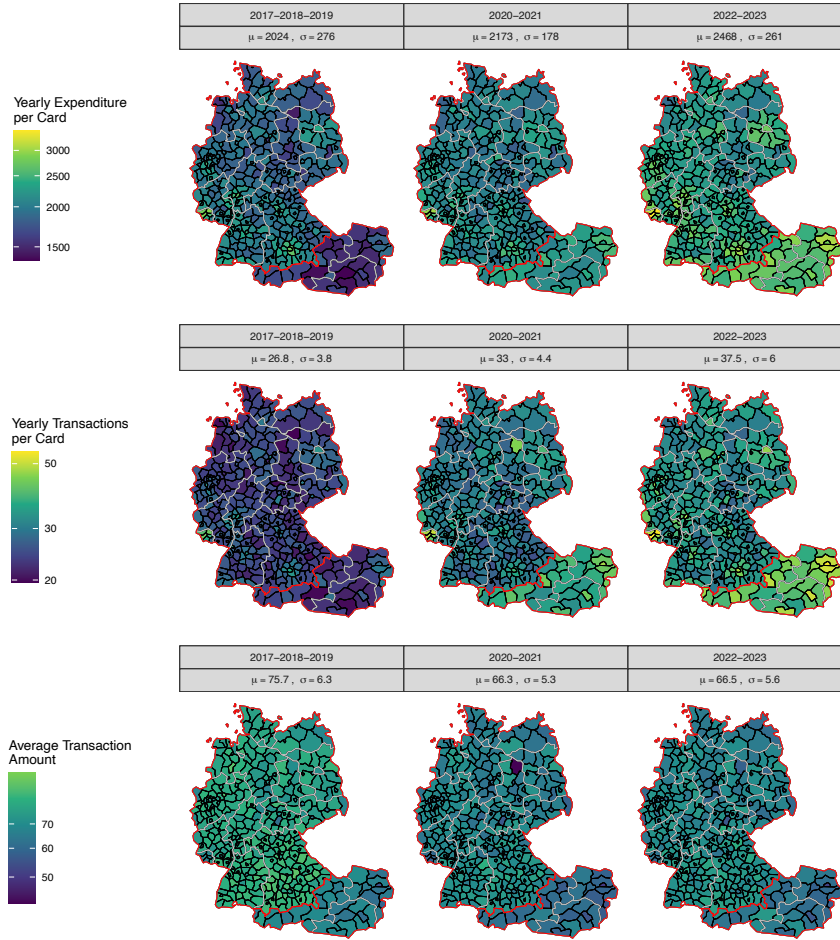 2017−2018−2019 2020−2021 2022−2023
μ = 2024 , σ = 276 μ = 2173 , σ = 178 μ = 2468 , σ = 261
Yearly Expenditure
per Card
3000
2500
2000
1500
2017−2018−2019 2020−2021 2022−2023
μ = 26.8 , σ = 3.8 μ = 33 , σ = 4.4 μ = 37.5 , σ = 6
Yearly Transactions
per Card
50
30
20
2017−2018−2019 2020−2021 2022−2023
μ = 75.7 , σ = 6.3 μ = 66.3 , σ = 5.3 μ = 66.5 , σ = 5.6
Average Transaction
Amount
70
60
50